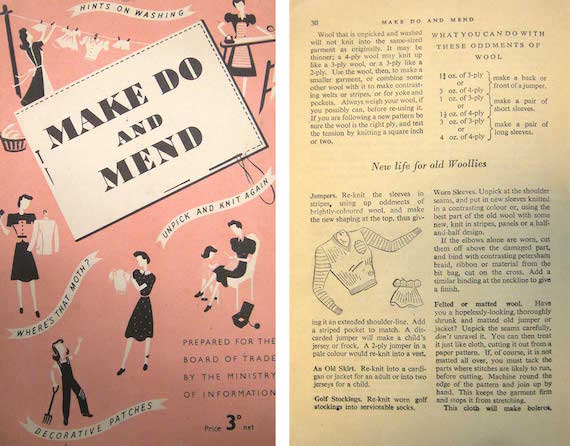 HINTS ON WASHING
MAKE DO
AND
MEND
UNPICK AND KNIT AGAIN
WHERE'S THAT MOTH?
DECORATIVE PATCHES
PREPARED FOR THE
BOARD OF TRADE
BY THE MINISTRY
OF INFORMATION
Price 3D net
30 MAKE DO AND MEND
Wool that is unpicked and washed
will not knit into the same-sized
garment as originally. It may be
thinner; a 4-ply wool may knit up
like a 3-ply wool, or a 3-ply like a
2-ply. Use the wool, then, to make a
smaller garment, or combine some
other wool with it to make contrast-
ing welts or stripes, or for yoke and
pockets. Always weigh your wool, if
you possibly can, before re-using it.
If you are following a new pattern be
sure the wool is the right ply, and test
the tension by knitting a square inch
or two.
WHAT YOU CAN DO WITH
THESE ODDMENTS OF
WOOL
1½ oz. of 3-ply
or
3 oz. of 4-ply
make a back or
front of a jumper.
1 oz. of 3-ply
or
1½ oz. of 4-ply
make a pair of
short sleeves.
3 oz. of 3-ply
or
4 oz. of 4-ply
make a pair of
long sleeves.
New life for old Woollies
Jumpers. Re-knit the sleeves in
stripes, using up oddments of
brightly-coloured wool, and make
the new shaping at the top, thus giv-
ing it an extended shoulder-line. Add
a striped pocket to match. A dis-
carded jumper will make a child's
jersey or frock. A 2-ply jumper in a
pale colour would re-knit into a vest.
An Old Skirt. Re-knit into a cardi-
gan or jacket for an adult or into two
jerseys for a child.
Golf Stockings. Re-knit worn golf
stockings into serviceable socks.
Worn Sleeves. Unpick at the shoulder
seams, and put in new sleeves knitted
in a contrasting colour or, using the
best part of the old wool with some
new, knit in stripes, panels or a half-
and-half design.
If the elbows alone are worn, cut
them off above the damaged part,
and bind with contrasting petersham
braid, ribbon or material from the
bit bag, cut on the cross. Add a
similar binding at the neckline to give
a finish.
Felted or matted wool. Have
you a hopeless-looking, thoroughly
shrunk and matted old jumper or
jacket? Unpick the seams carefully,
don't unravel it. You can then treat
it just like cloth, cutting it out from a
paper pattern. If, of course, it is not
matted all over, you must tack the
parts where stitches are likely to run,
before cutting. Machine round the
edge of the pattern and join up by
hand. This keeps the garment firm
and stops it from stretching.
This cloth will make boleros,